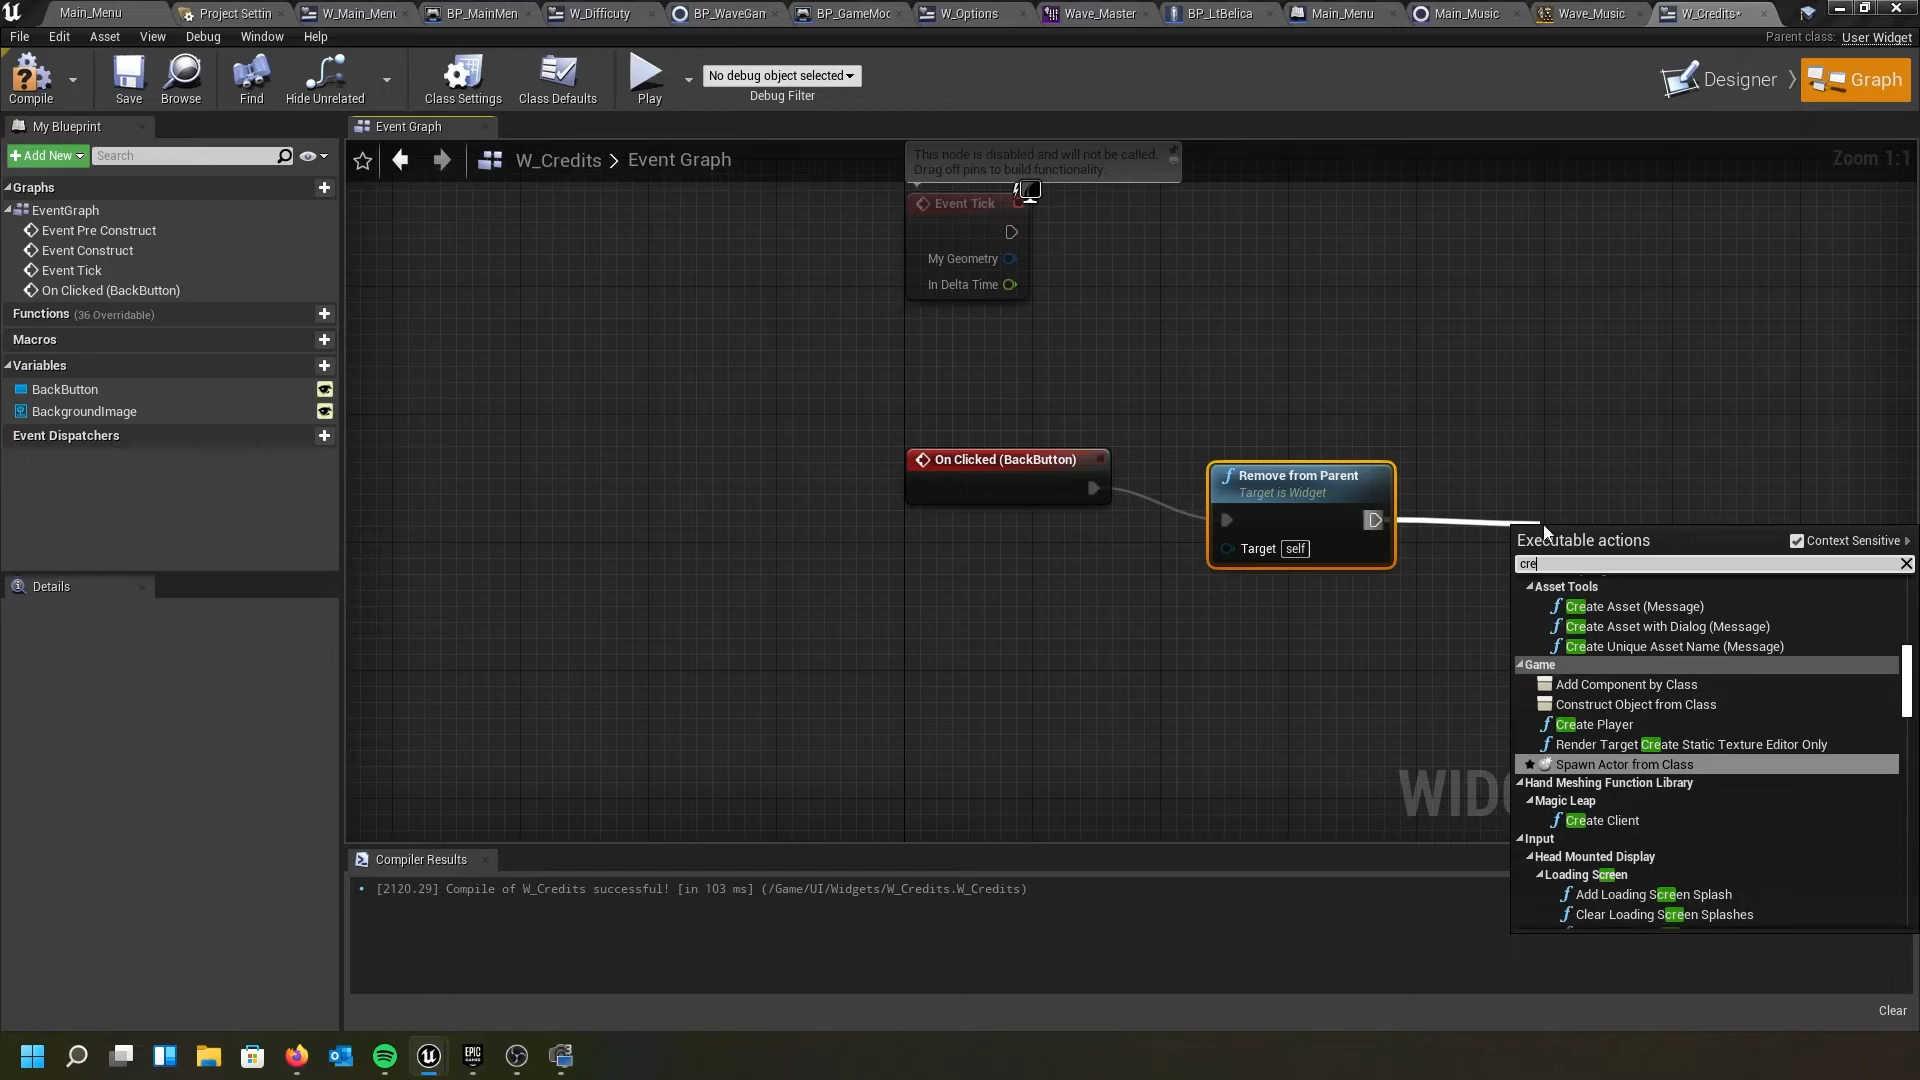 Main_Menu
Project Settin
W_Main_Menu
BP_MainMen
W_Difficuty
BP_WaveGam
BP_GameMod
W_Options
Wave_Master
BP_LtBelica
Main_Menu
Main_Music
Wave_Music
W_Credits*
File Edit Asset View Debug Window Help
Parent class: User Widget
Compile
Save
Browse
Find
Hide Unrelated
Class Settings
Class Defaults
Play
No debug object selected
Debug Filter
Designer
Graph
My Blueprint
Event Graph
Add New
Search
W_Credits > Event Graph
Zoom 1:1
Graphs
EventGraph
Event Pre Construct
Event Construct
Event Tick
On Clicked (BackButton)
Functions (36 Overridable)
Macros
Variables
BackButton
BackgroundImage
Event Dispatchers
Details
This node is disabled and will not be called.
Drag off pins to build functionality.
Event Tick
My Geometry
In Delta Time
On Clicked (BackButton)
Remove from Parent
Target is Widget
Target self
Executable actions
Context Sensitive
cre
Asset Tools
Create Asset (Message)
Create Asset with Dialog (Message)
Create Unique Asset Name (Message)
Game
Add Component by Class
Construct Object from Class
Create Player
Render Target Create Static Texture Editor Only
Spawn Actor from Class
Hand Meshing Function Library
Magic Leap
Create Client
Input
Head Mounted Display
Loading Screen
Add Loading Screen Splash
Clear Loading Screen Splashes
Compiler Results
[2120.29] Compile of W_Credits successful! [in 103 ms] (/Game/UI/Widgets/W_Credits.W_Credits)
Clear
EPIC
GAMES